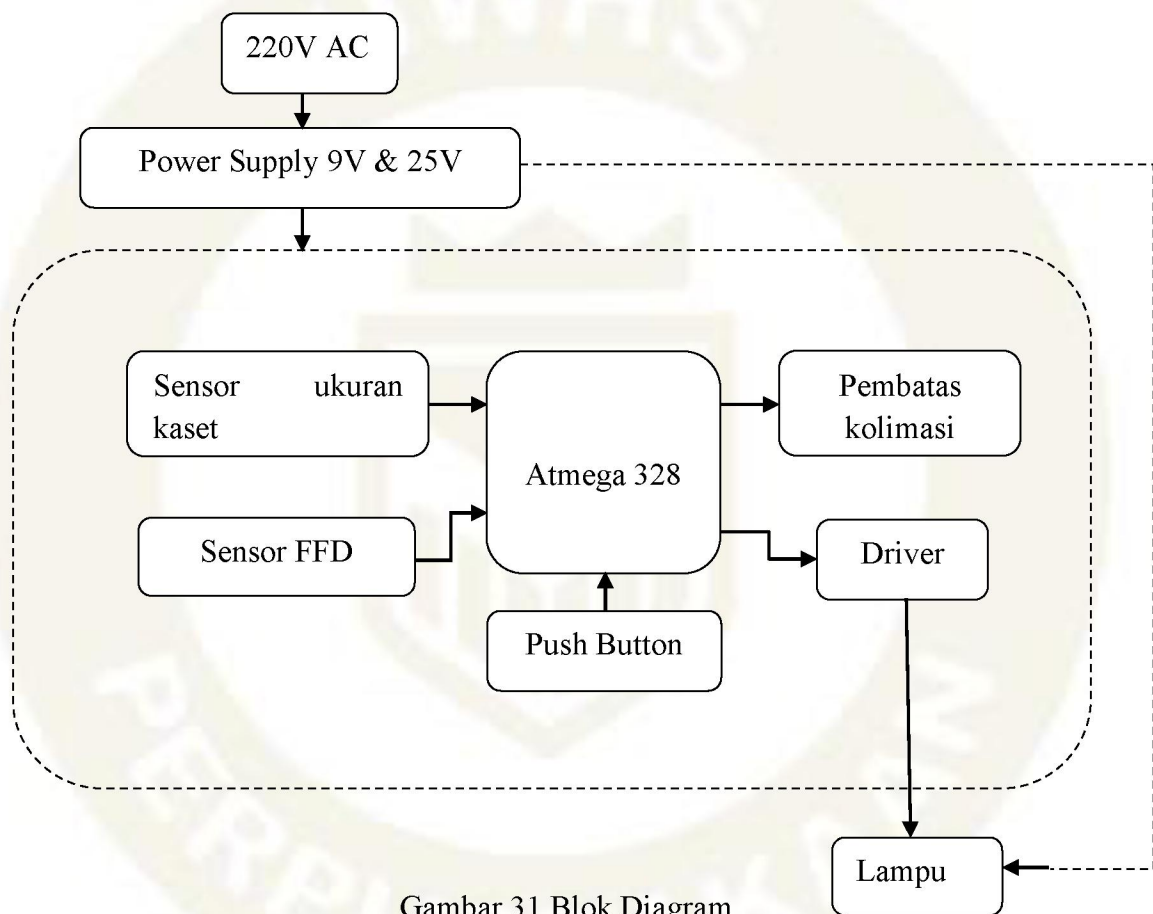 220V AC
Power Supply 9V & 25V
Sensor ukuran
kaset
Atmega 328
Pembatas
kolimasi
Sensor FFD
Driver
Push Button
Lampu
Gambar 31 Blok Diagram